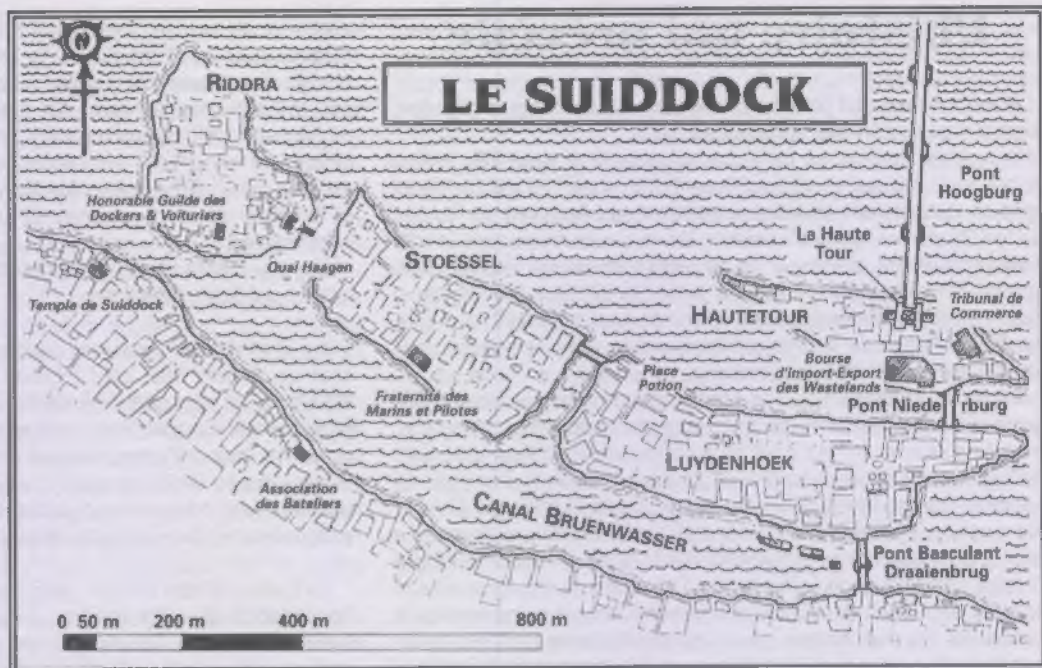 N
RIDDRA
LE SUIDDOCK
Pont
Hoogburg
Honorable Guilde des
Dockers & Voituriers
La Haute
Tour
Quai Haagen
STOESSEL
Temple de Suiddock
HAUTETOUR
Tribunal de
Commerce
Bourse
d'import-Export
des Wastelands
Place
Potion
Fraternité des
Marins et Pilotes
Pont Niederburg
LUYDENHOEK
Association
des Bateliers
CANAL BRUENWASSER
Pont Basculant
Draaienbrug
0 50 m 200 m 400 m 800 m